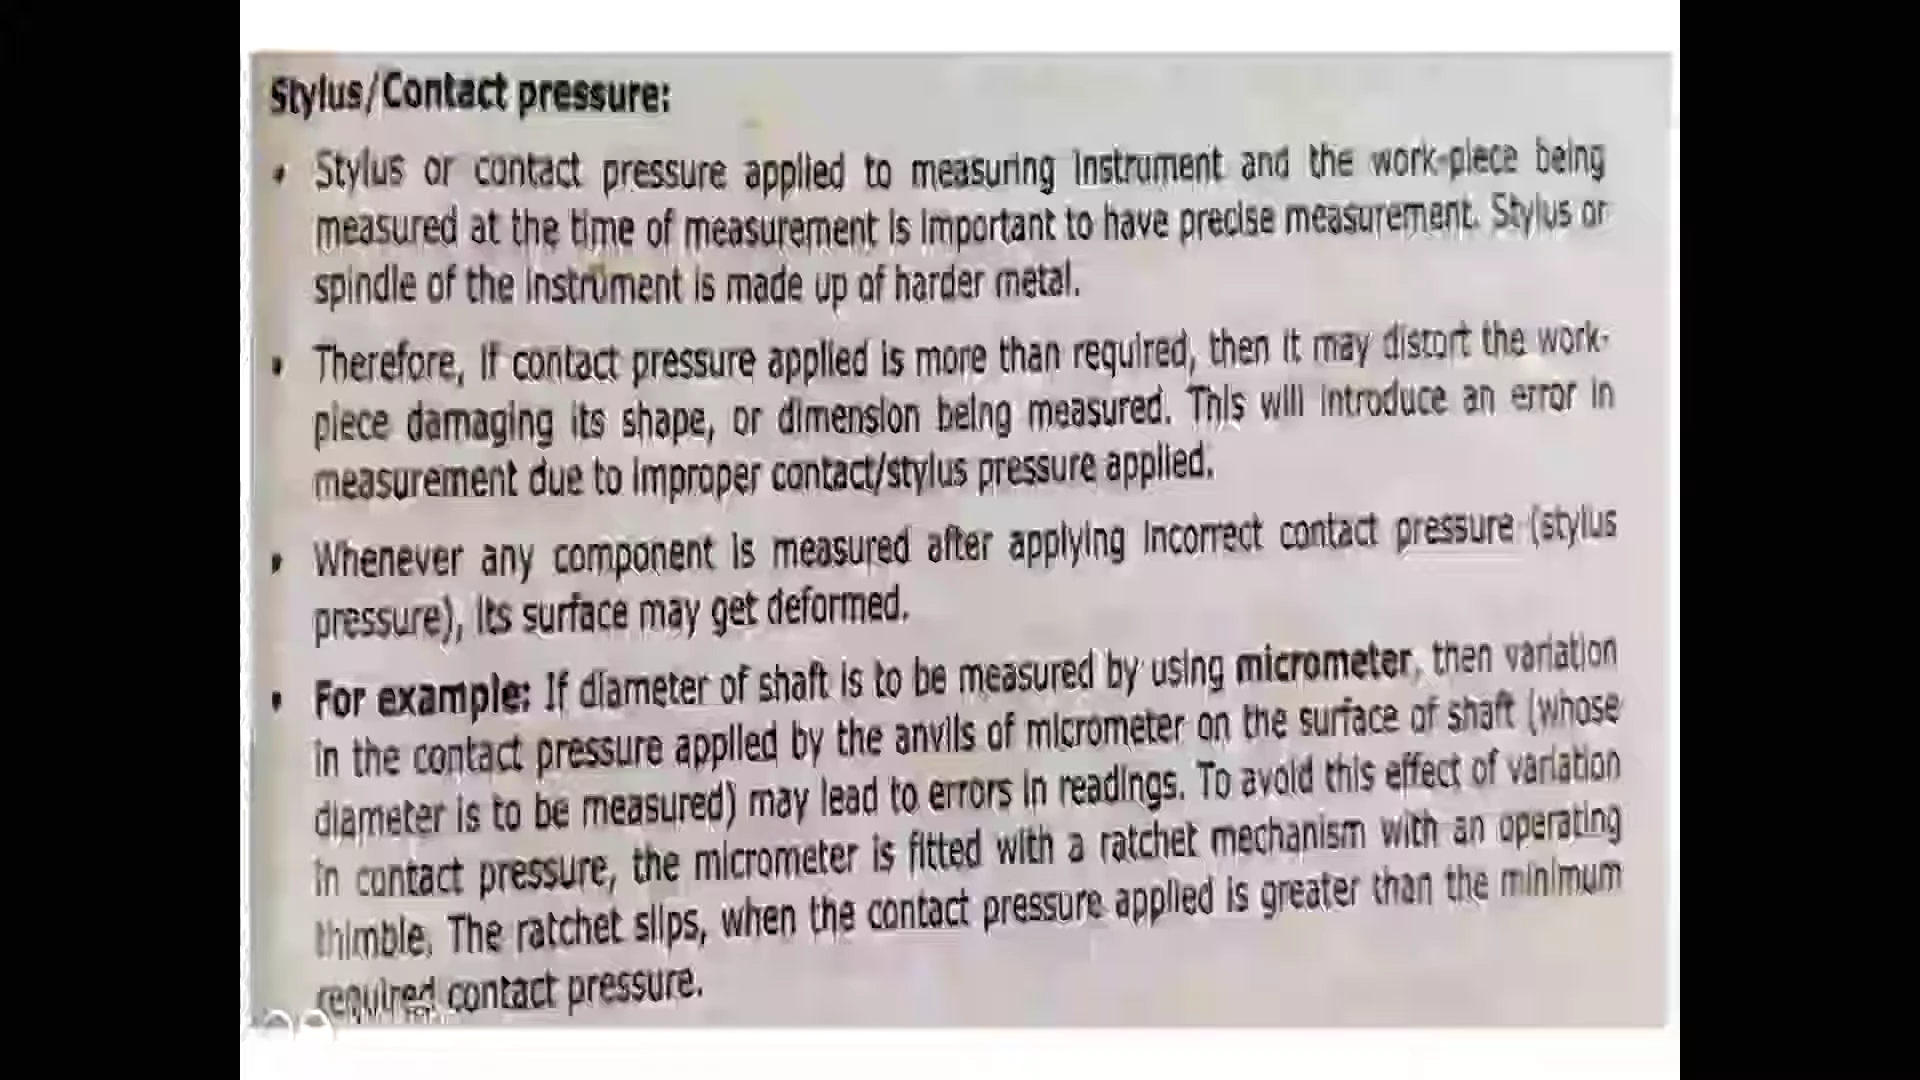 Stylus/Contact pressure:
• Stylus or contact pressure applied to measuring instrument and the work-piece being
measured at the time of measurement is important to have precise measurement. Stylus or
spindle of the instrument is made up of harder metal.
• Therefore, if contact pressure applied is more than required, then it may distort the work-
piece damaging its shape, or dimension being measured. This will introduce an error in
measurement due to improper contact/stylus pressure applied.
• Whenever any component is measured after applying incorrect contact pressure (stylus
pressure), its surface may get deformed.
• For example: If diameter of shaft is to be measured by using micrometer, then variation
in the contact pressure applied by the anvils of micrometer on the surface of shaft (whose
diameter is to be measured) may lead to errors in readings. To avoid this effect of variation
in contact pressure, the micrometer is fitted with a ratchet mechanism with an operating
thimble. The ratchet slips, when the contact pressure applied is greater than the minimum
required contact pressure.